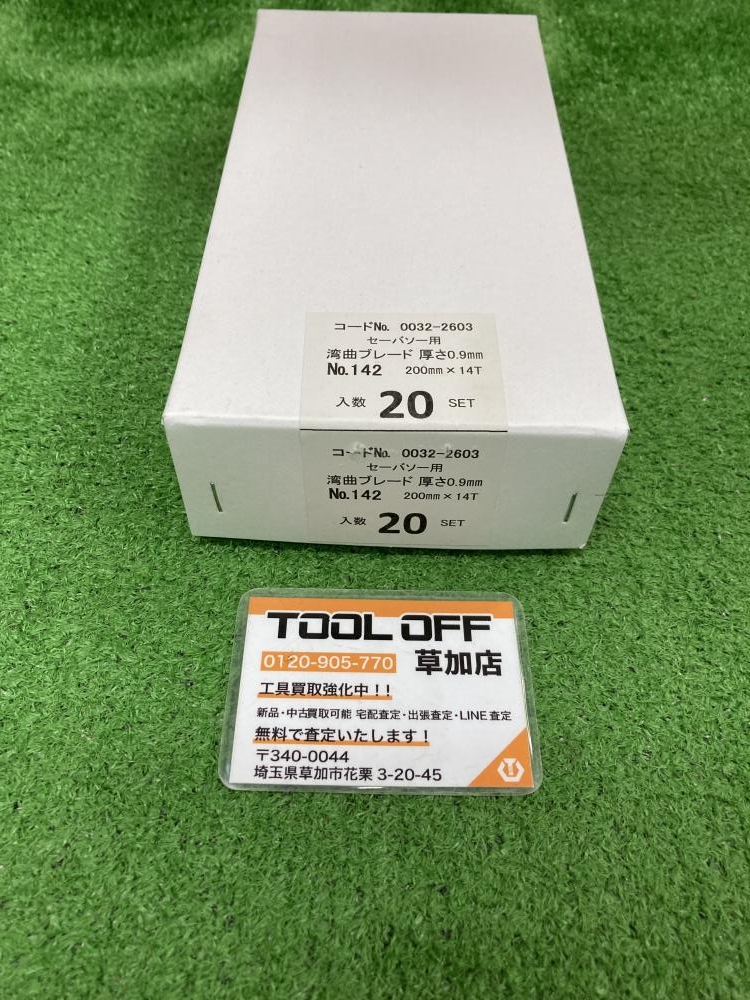 コードNo. 0032-2603
セーバソー用
湾曲ブレード 厚さ0.9mm
No.142 200mm×14T
入数 20 SET
コードNo. 0032-2603
セーバソー用
湾曲ブレード 厚さ0.9mm
No.142 200mm×14T
入数 20 SET
TOOL OFF
0120-905-770 草加店
工具買取強化中！！
新品・中古買取可能 宅配査定・出張査定・LINE査定
無料で査定いたします！
〒340-0044
埼玉県草加市花栗 3-20-45